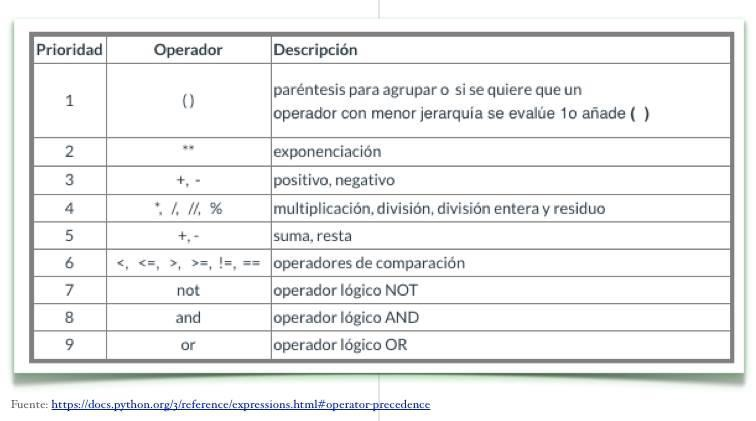 Prioridad Operador Descripción
1 ( ) paréntesis para agrupar o si se quiere que un
operador con menor jerarquía se evalúe 1o añade ( )
2 ** exponenciación
3 +, - positivo, negativo
4 *, /, //, % multiplicación, división, división entera y residuo
5 +, - suma, resta
6 <, <=, >, >=, !=, == operadores de comparación
7 not operador lógico NOT
8 and operador lógico AND
9 or operador lógico OR
Fuente: https://docs.python.org/3/reference/expressions.html#operator-precedence